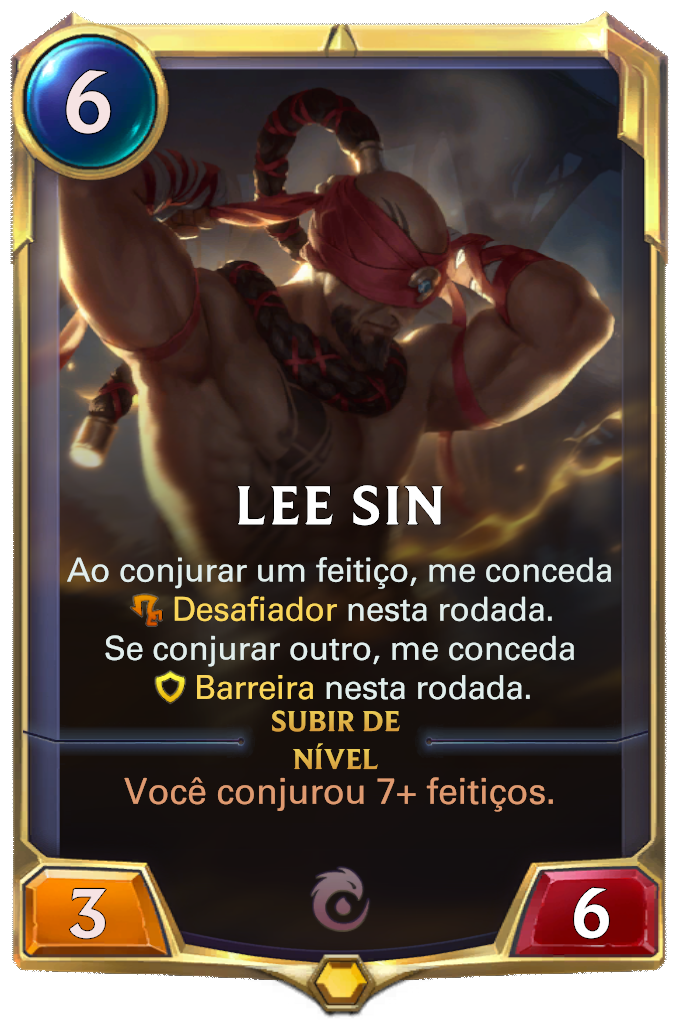 6
LEE SIN
Ao conjurar um feitiço, me conceda
Desafiador nesta rodada.
Se conjurar outro, me conceda
Barreira nesta rodada.
SUBIR DE
NÍVEL
Você conjurou 7+ feitiços.
3
6